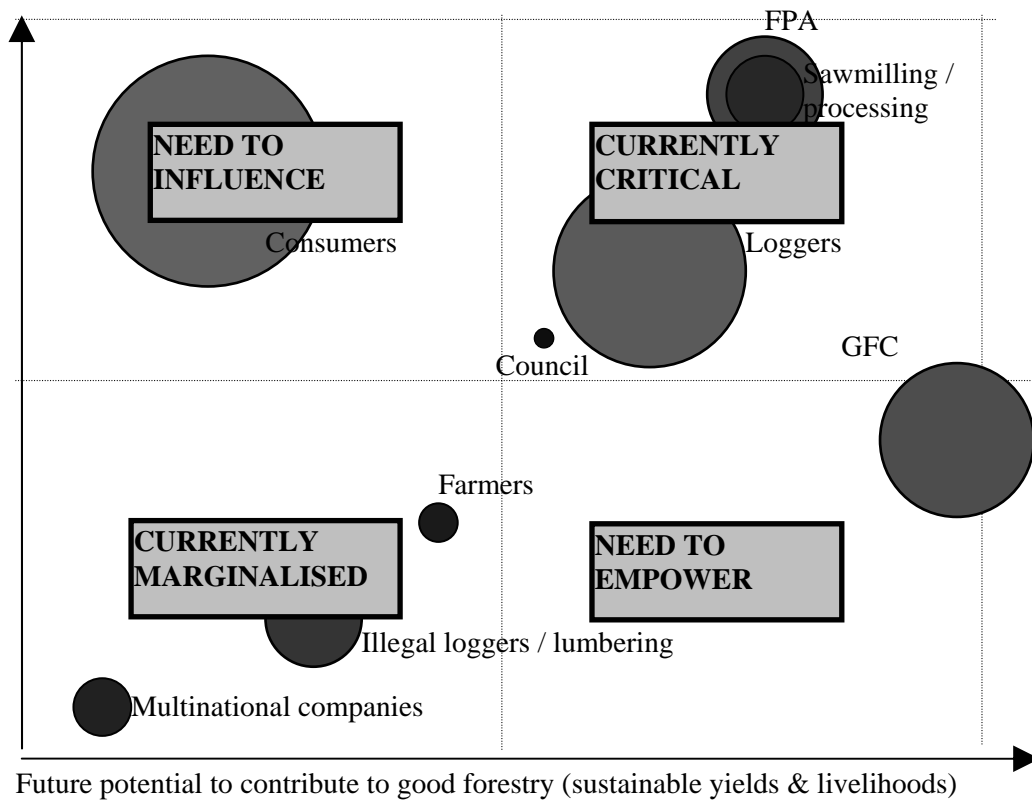 FPA
Sawmilling /
processing
NEED TO
INFLUENCE
CURRENTLY
CRITICAL
Consumers
Loggers
GFC
Council
Farmers
CURRENTLY
MARGINALISED
NEED TO
EMPOWER
Illegal loggers / lumbering
Multinational companies
Future potential to contribute to good forestry (sustainable yields & livelihoods)